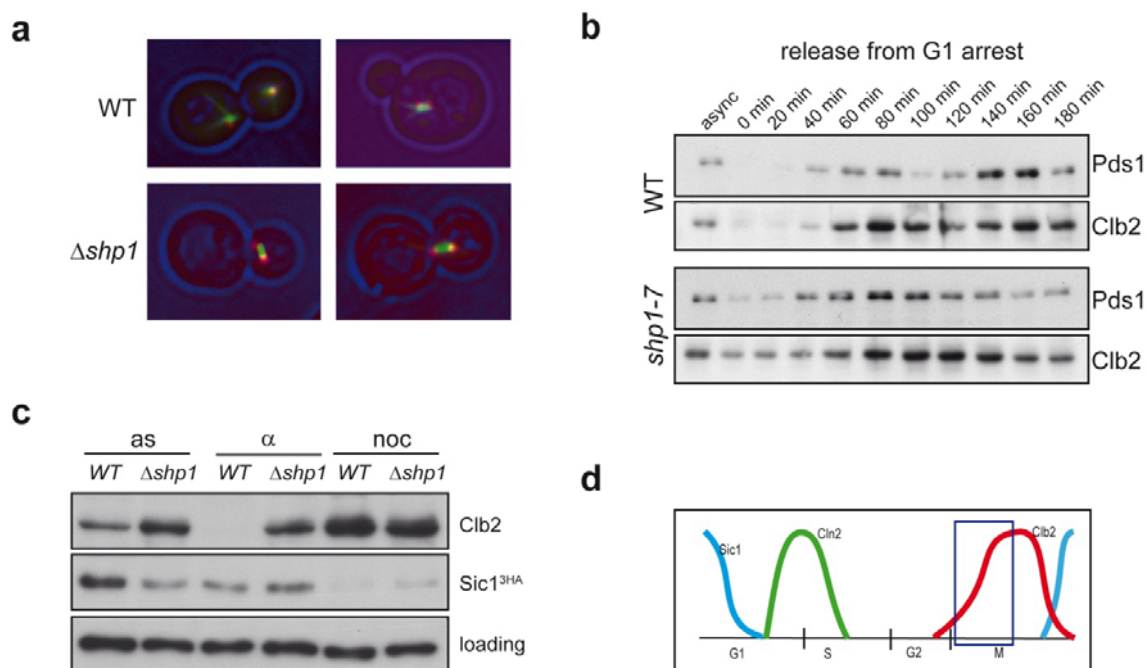 a
WT
Δshp1
b
release from G1 arrest
async 0 min 20 min 40 min 60 min 80 min 100 min 120 min 140 min 160 min 180 min
WT
Pds1
Clb2
shp1-7
Pds1
Clb2
c
as α noc
WT Δshp1 WT Δshp1 WT Δshp1
Clb2
Sic1³ᴴᴬ
loading
d
Sic1 Cln2 Clb2
G1 S G2 M